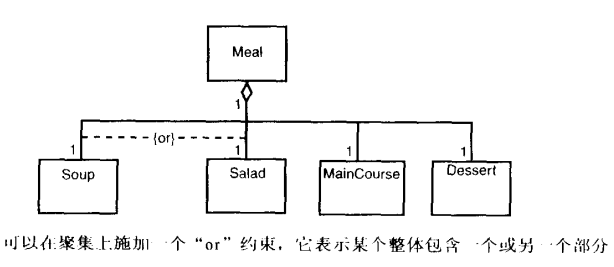 Meal
1
{or}
1 1 1 1
Soup Salad MainCourse Dessert
可以在聚集上施加一个“or”约束，它表示某个整体包含一个或另一个部分